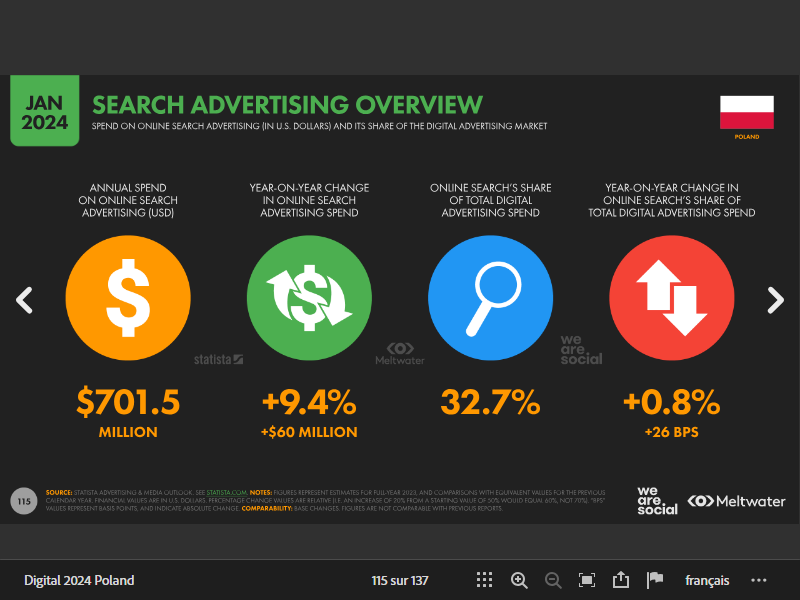 JAN
2024
SEARCH ADVERTISING OVERVIEW
SPEND ON ONLINE SEARCH ADVERTISING (IN U.S. DOLLARS) AND ITS SHARE OF THE DIGITAL ADVERTISING MARKET
POLAND
ANNUAL SPEND
ON ONLINE SEARCH
ADVERTISING (USD)
YEAR-ON-YEAR CHANGE
IN ONLINE SEARCH
ADVERTISING SPEND
ONLINE SEARCH'S SHARE
OF TOTAL DIGITAL
ADVERTISING SPEND
YEAR-ON-YEAR CHANGE IN
ONLINE SEARCH'S SHARE OF
TOTAL DIGITAL ADVERTISING SPEND
$
$
statista
Meltwater
we
are.
social
$701.5
MILLION
+9.4%
+$60 MILLION
32.7%
+0.8%
+26 BPS
115
SOURCE: STATISTA ADVERTISING & MEDIA OUTLOOK. SEE STATISTA.COM. NOTES: FIGURES REPRESENT ESTIMATES FOR FULL-YEAR 2023, AND COMPARISONS WITH EQUIVALENT VALUES FOR THE PREVIOUS
CALENDAR YEAR. FINANCIAL VALUES ARE IN U.S. DOLLARS. PERCENTAGE CHANGE VALUES ARE RELATIVE (I.E. AN INCREASE OF 20% FROM A STARTING VALUE OF 50% WOULD EQUAL 60%, NOT 70%). "BPS"
VALUES REPRESENT BASIS POINTS, AND INDICATE ABSOLUTE CHANGE. COMPARABILITY: BASE CHANGES. FIGURES ARE NOT COMPARABLE WITH PREVIOUS REPORTS.
we
are.
social
Meltwater
Digital 2024 Poland
115 sur 137
français